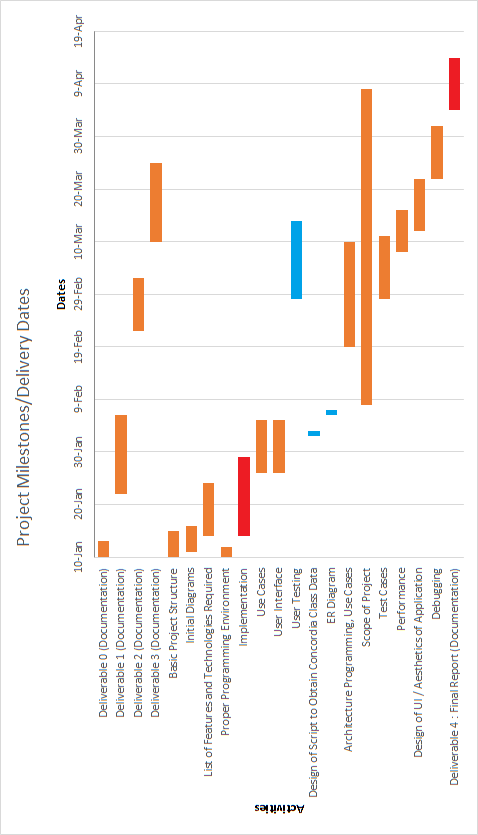 Project Milestones/Delivery Dates
Dates
10-Jan
20-Jan
30-Jan
9-Feb
19-Feb
29-Feb
10-Mar
20-Mar
30-Mar
9-Apr
19-Apr
Activities
Deliverable 0 (Documentation)
Deliverable 1 (Documentation)
Deliverable 2 (Documentation)
Deliverable 3 (Documentation)
Basic Project Structure
Initial Diagrams
List of Features and Technologies Required
Proper Programming Environment
Implementation
Use Cases
User Interface
User Testing
Design of Script to Obtain Concordia Class Data
ER Diagram
Architecture Programming, Use Cases
Scope of Project
Test Cases
Performance
Design of UI / Aesthetics of Application
Debugging
Deliverable 4 : Final Report (Documentation)